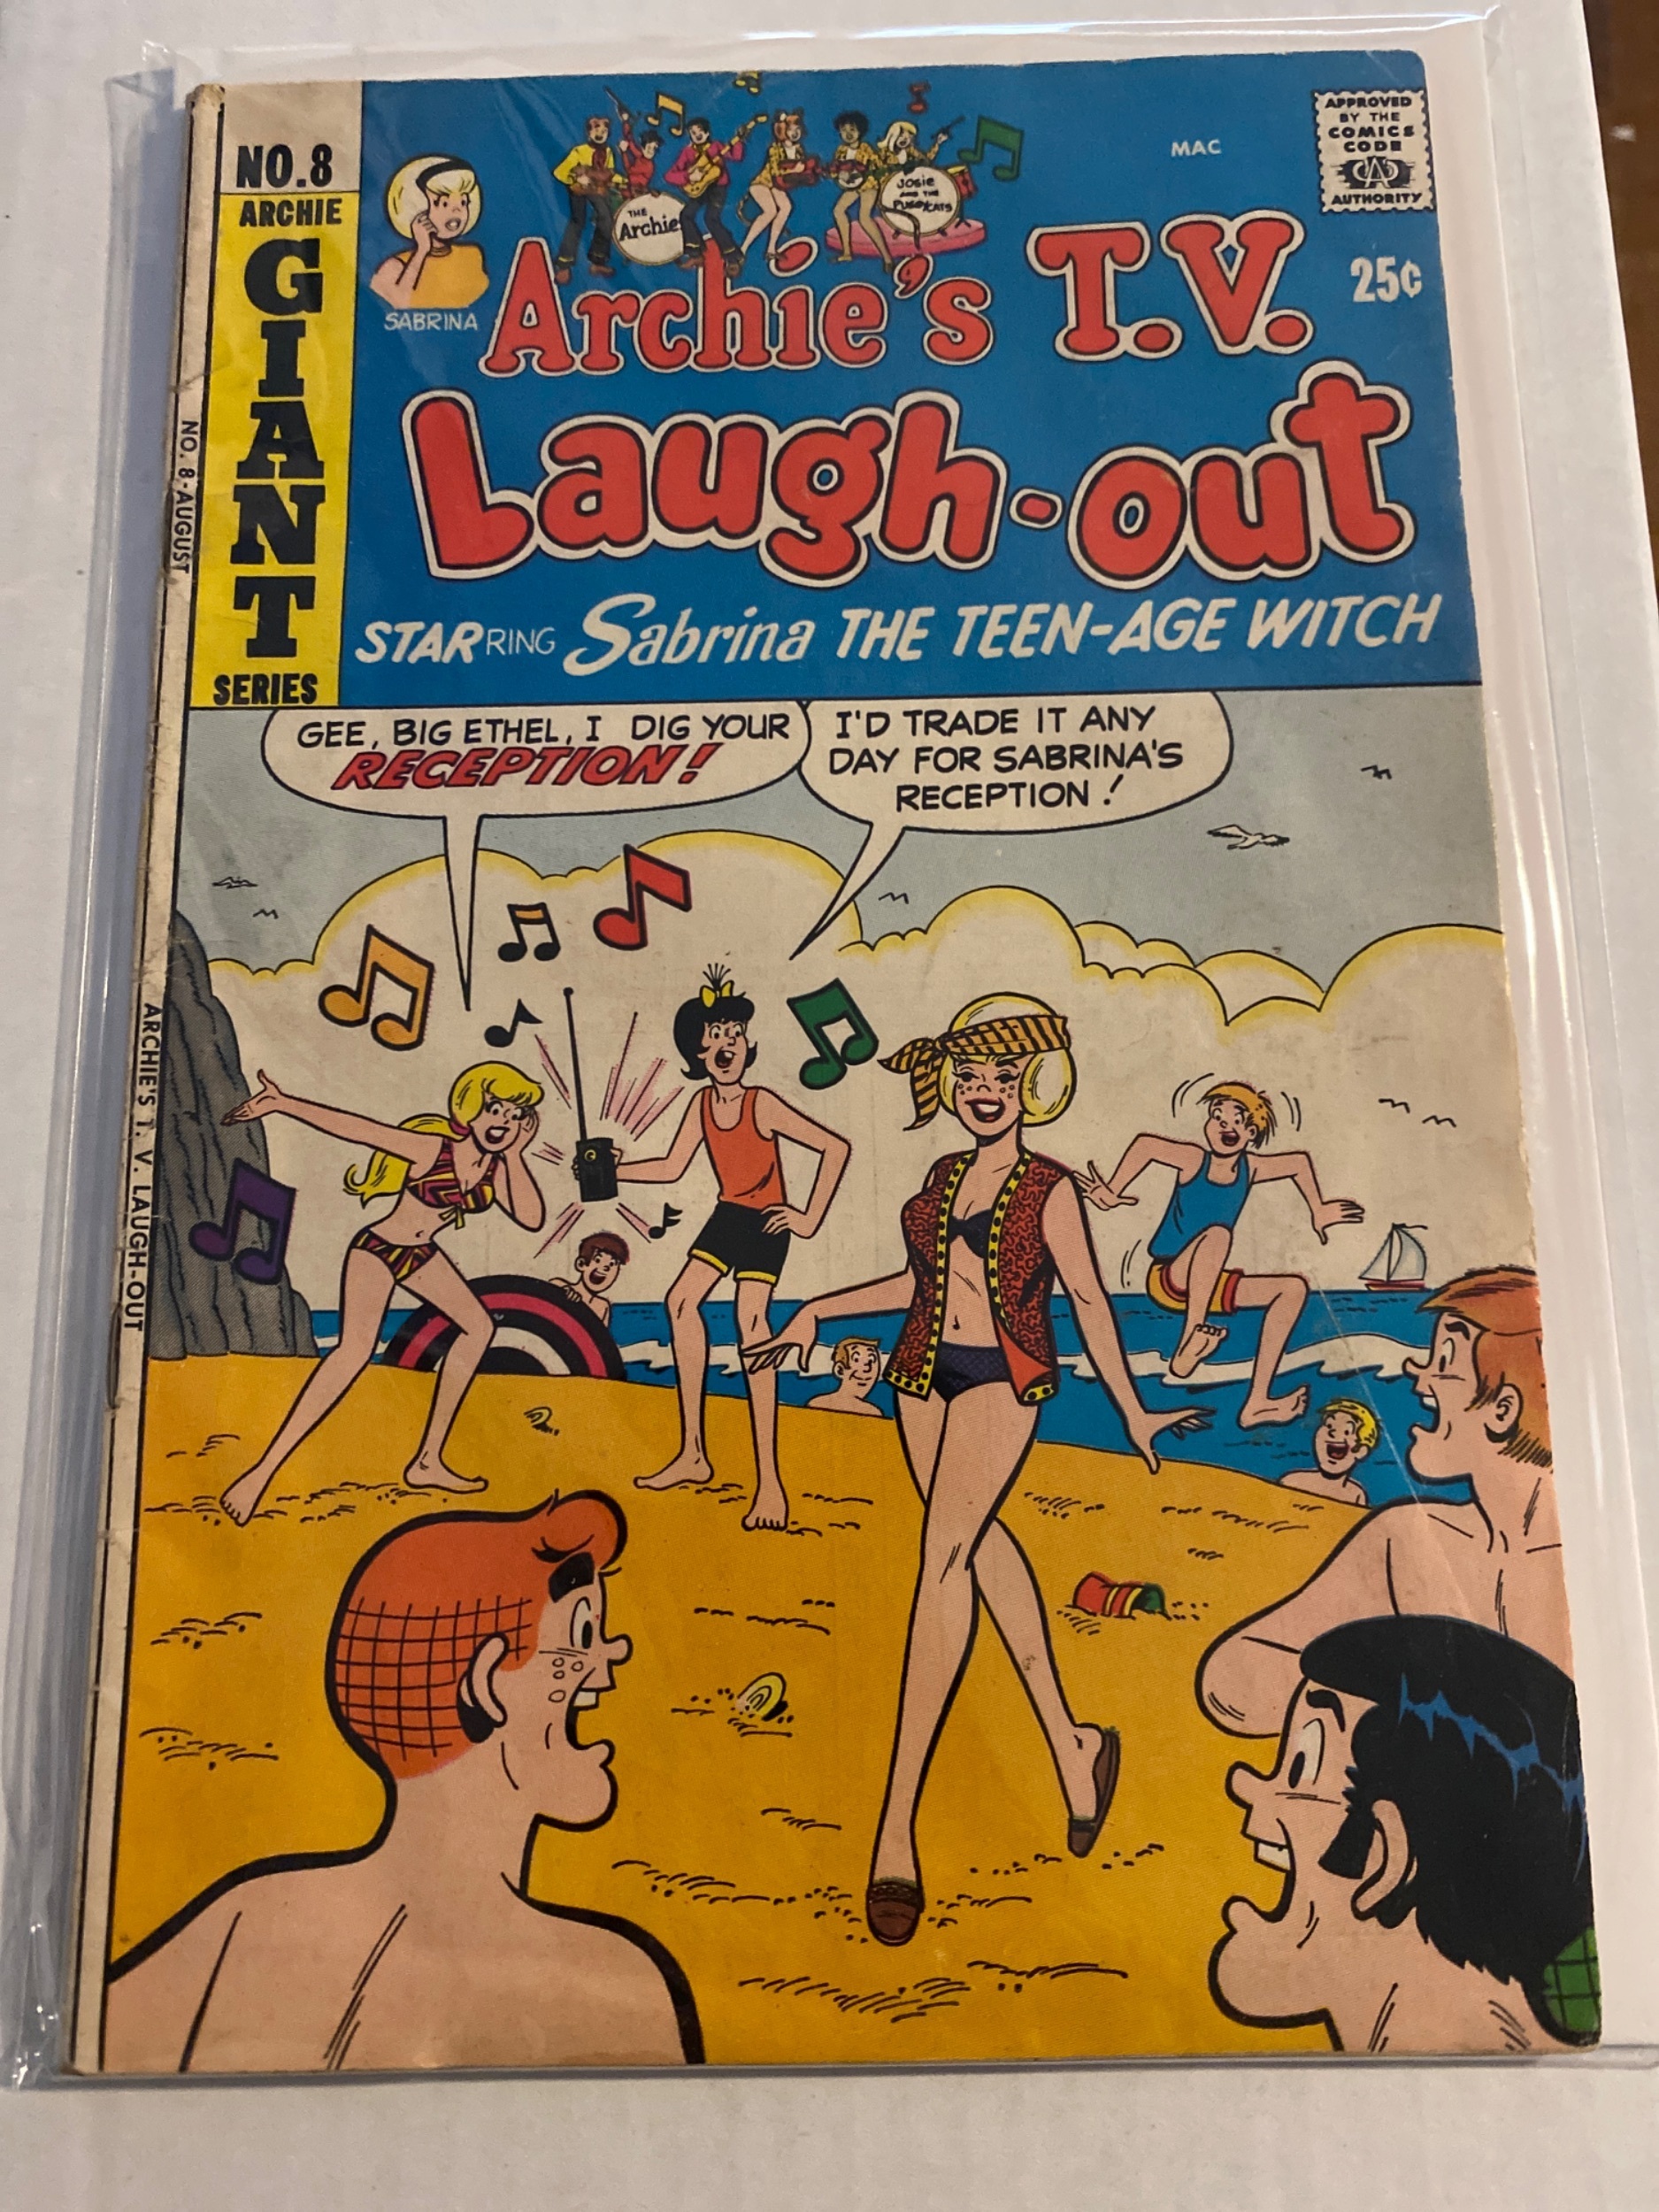 NO.8
ARCHIE
GIANT
SERIES
NO. 8-AUGUST
ARCHIE'S T. V. LAUGH-OUT
SABRINA
THE
Archie
JOSIE
AND THE
PUSSYCATS
MAC
APPROVED
BY THE
COMICS
CODE
CA
AUTHORITY
25¢
Archie's T.V.
Laugh-out
STARRING Sabrina THE TEEN-AGE WITCH
GEE, BIG ETHEL, I DIG YOUR
RECEPTION!
I'D TRADE IT ANY
DAY FOR SABRINA'S
RECEPTION!